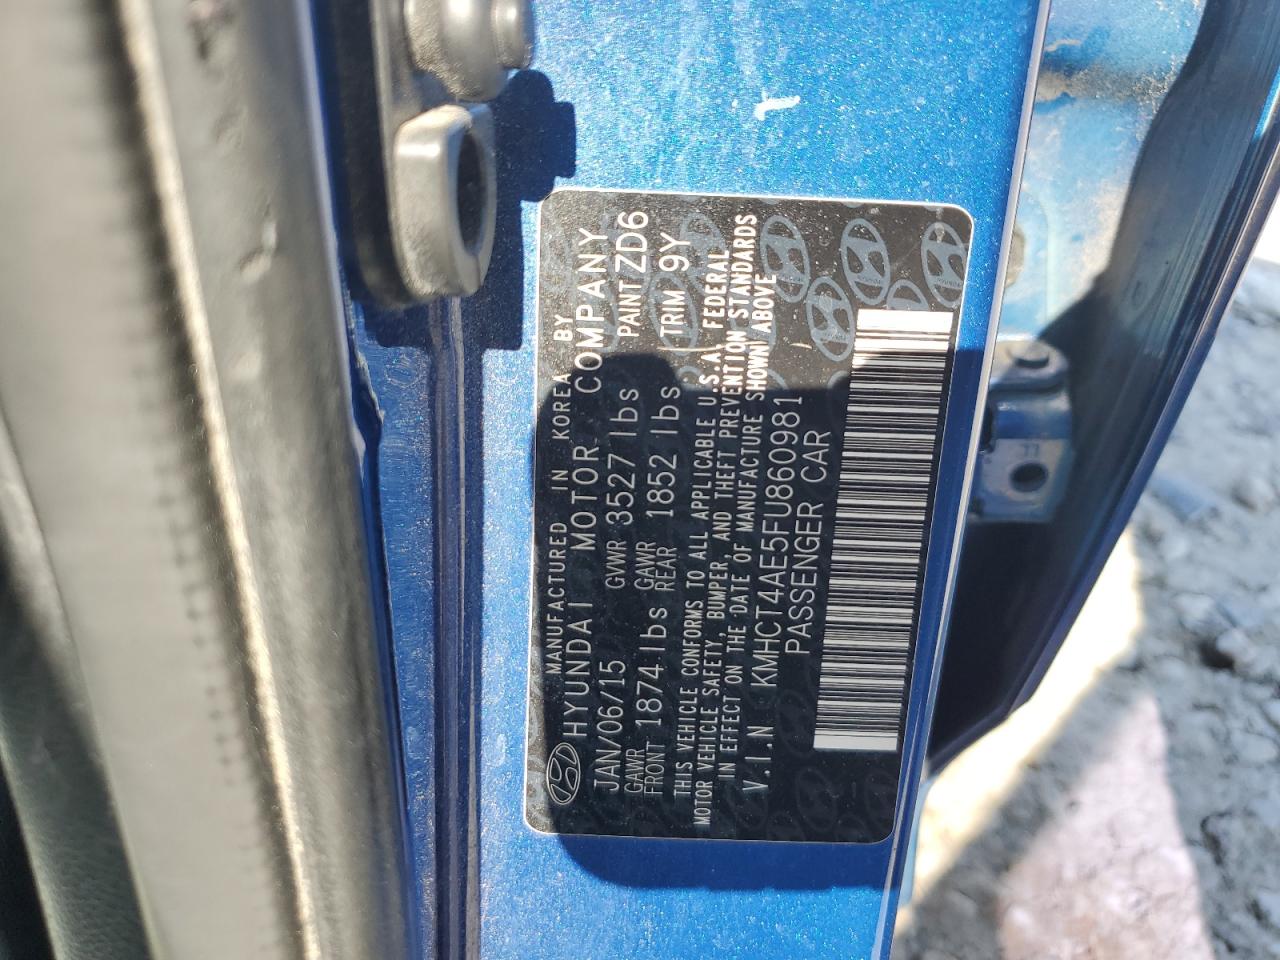 MANUFACTURED IN KOREA BY
HYUNDAI MOTOR COMPANY
JAN/06/15 GVWR 3527 lbs PAINT ZD6
GAWR FRONT 1874 lbs GAWR REAR 1852 lbs TRIM 9Y
THIS VEHICLE CONFORMS TO ALL APPLICABLE U.S.A. FEDERAL
MOTOR VEHICLE SAFETY, BUMPER, AND THEFT PREVENTION STANDARDS
IN EFFECT ON THE DATE OF MANUFACTURE SHOWN ABOVE
V.I.N KMHCT4AE5FU860981
PASSENGER CAR